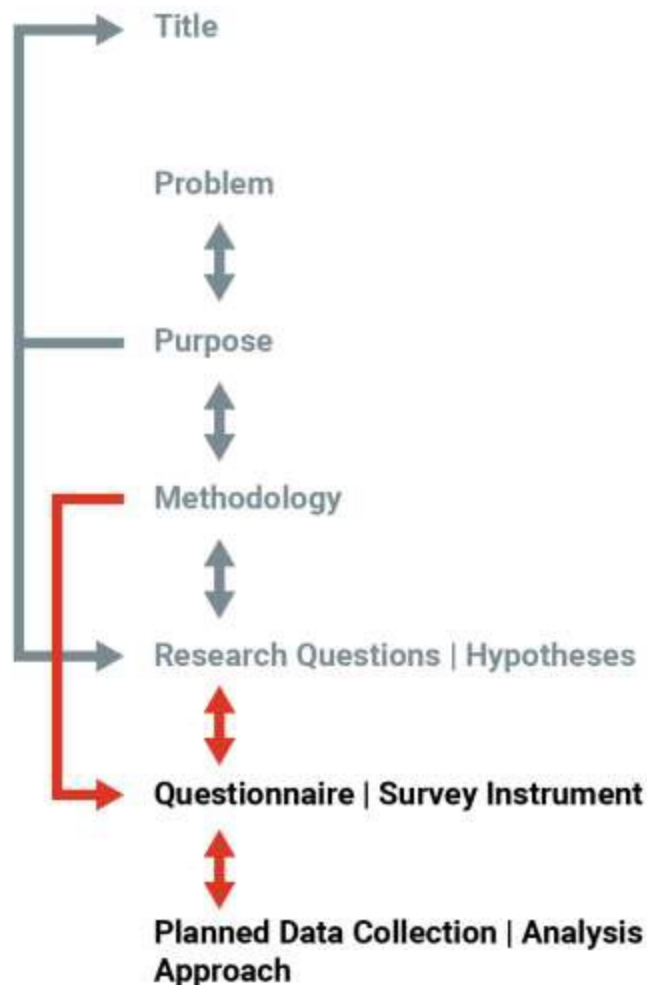 Title
Problem
Purpose
Methodology
Research Questions | Hypotheses
Questionnaire | Survey Instrument
Planned Data Collection | Analysis
Approach